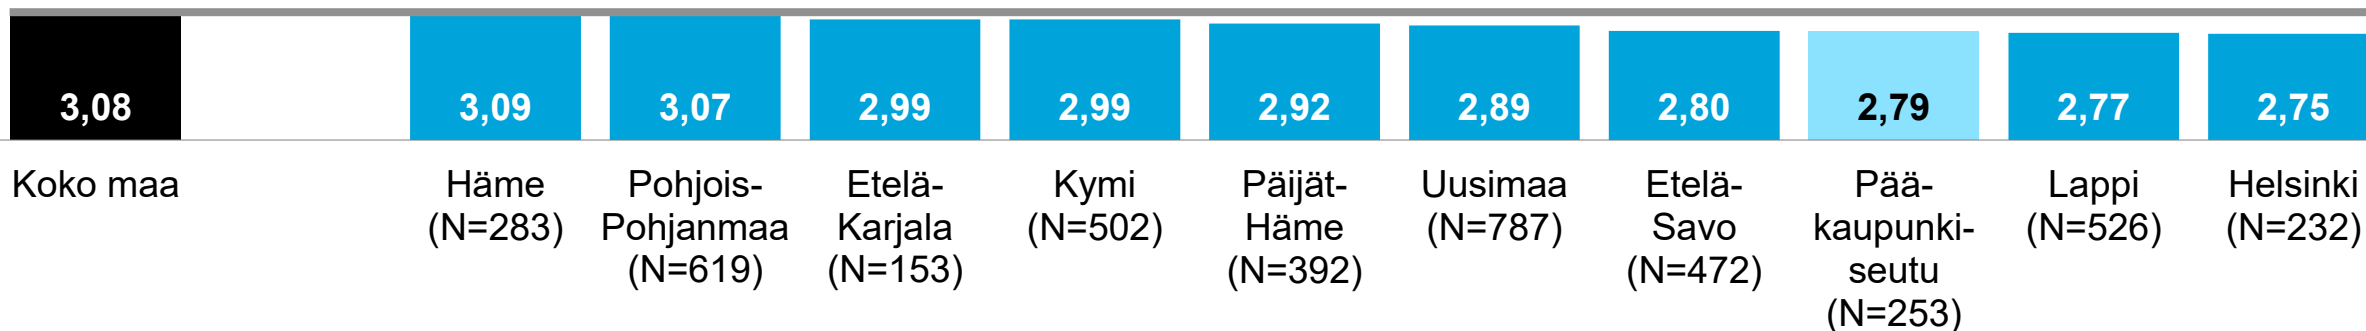 3,08
3,09
3,07
2,99
2,99
2,92
2,89
2,80
2,79
2,77
2,75
Koko maa
Häme
(N=283)
Pohjois-
Pohjanmaa
(N=619)
Etelä-
Karjala
(N=153)
Kymi
(N=502)
Päijät-
Häme
(N=392)
Uusimaa
(N=787)
Etelä-
Savo
(N=472)
Pää-
kaupunki-
seutu
(N=253)
Lappi
(N=526)
Helsinki
(N=232)